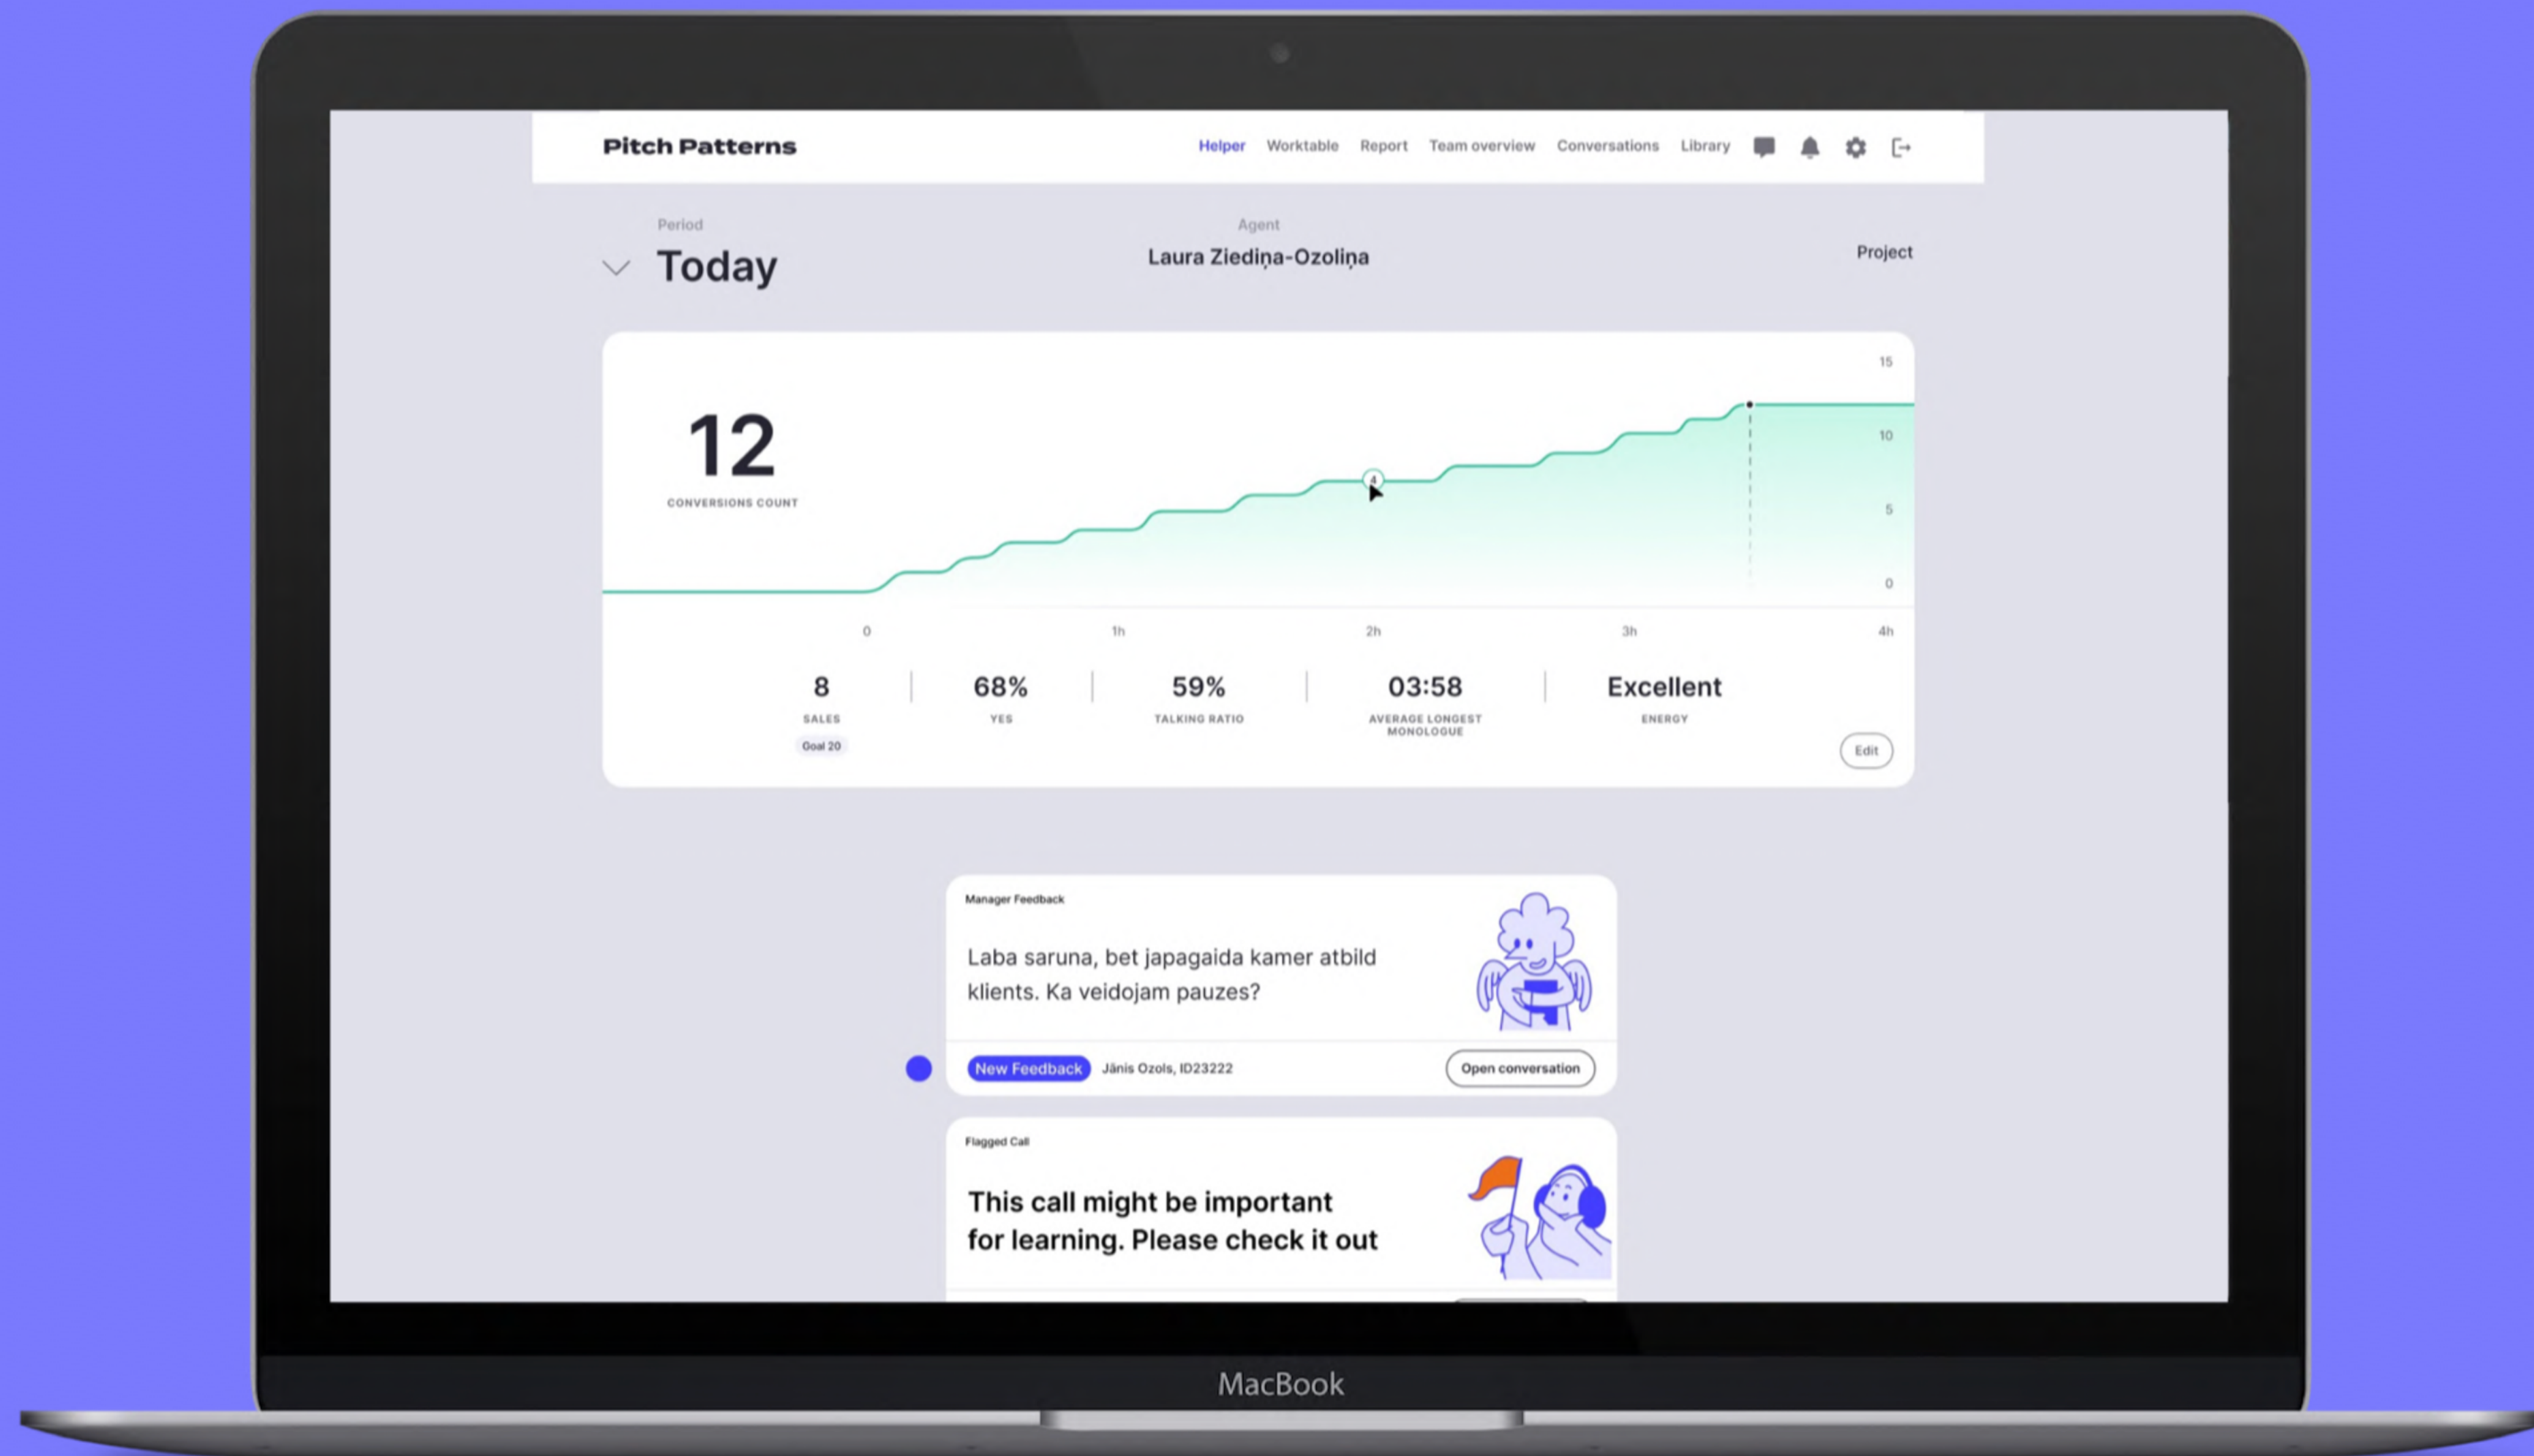 Pitch Patterns
Helper Worktable Report Team overview Conversations Library
Period
Today
Agent
Laura Ziediņa-Ozoliņa
Project
12
CONVERSIONS COUNT
4
15
10
5
0
0 1h 2h 3h 4h
8 68% 59% 03:58 Excellent
SALES YES TALKING RATIO AVERAGE LONGEST ENERGY
MONOLOGUE
Goal 20
Edit
Manager Feedback
Laba saruna, bet japagaida kamer atbild
klients. Ka veidojam pauzes?
New Feedback Jānis Ozols, ID23222
Open conversation
Flagged Call
This call might be important
for learning. Please check it out
MacBook